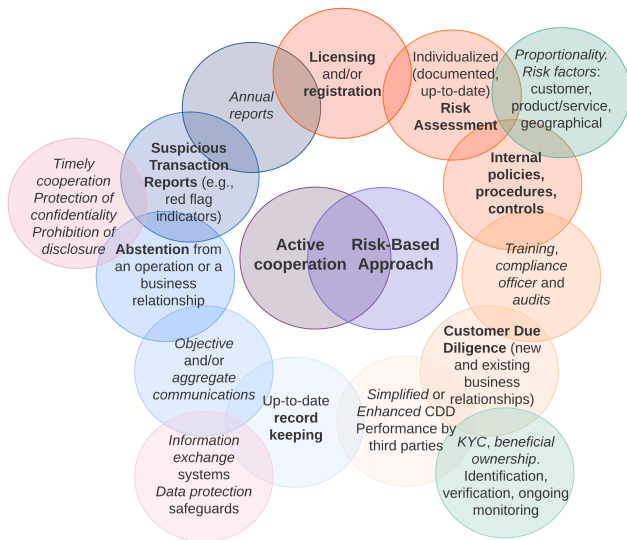 Licensing
and/or
registration
Individualized
(documented,
up-to-date)
Risk
Assessment
Proportionality.
Risk factors:
customer,
product/service,
geographical
Internal
policies,
procedures,
controls
Training,
compliance
officer and
audits
Customer Due
Diligence (new
and existing
business
relationships)
KYC, beneficial
ownership.
Identification,
verification, ongoing
monitoring
Simplified or
Enhanced CDD
Performance by
third parties
Up-to-date
record
keeping
Information
exchange
systems
Data protection
safeguards
Objective
and/or
aggregate
communications
Abstention from
an operation or a
business
relationship
Timely
cooperation
Protection of
confidentiality
Prohibition of
disclosure
Suspicious
Transaction
Reports (e.g.,
red flag
indicators)
Annual
reports
Active
cooperation
Risk-Based
Approach